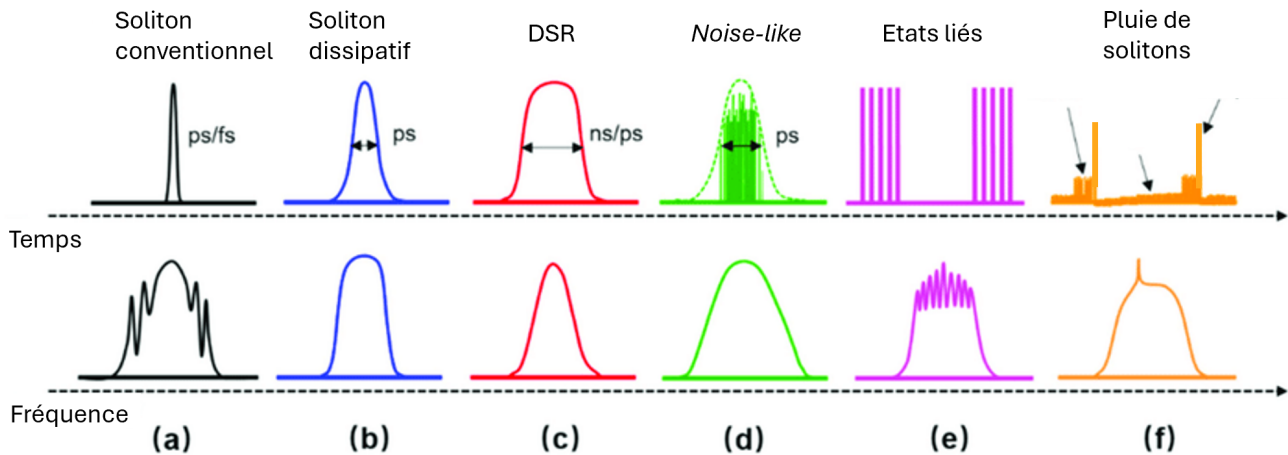 Soliton
conventionnel
Soliton
dissipatif
DSR
Noise-like
Etats liés
Pluie de
solitons
ps/fs
ps
ns/ps
ps
Temps
Fréquence
(a)
(b)
(c)
(d)
(e)
(f)